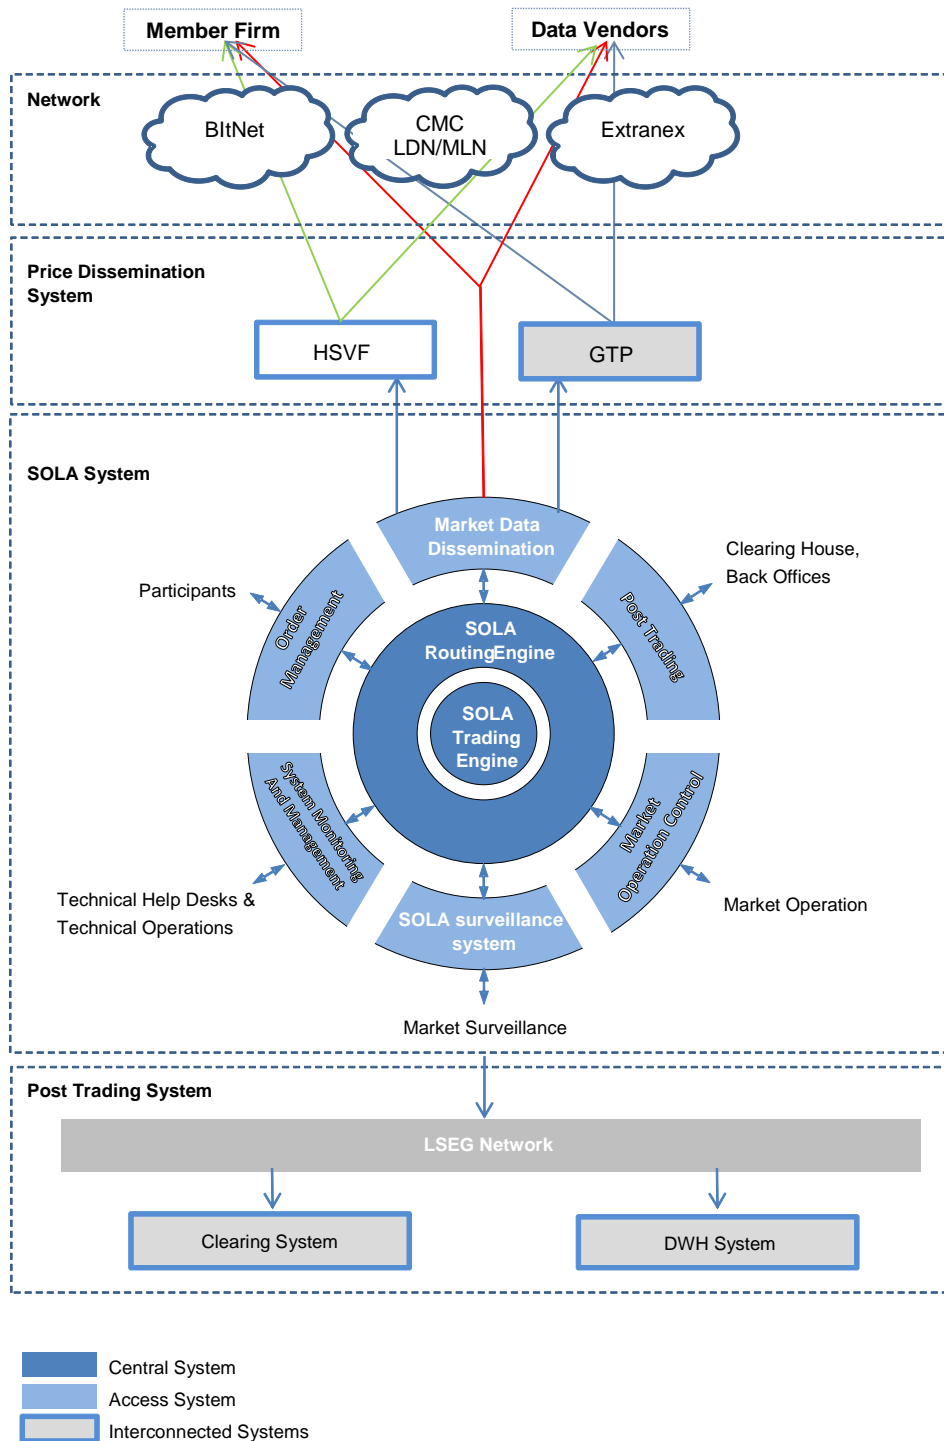 Member Firm
Data Vendors
Network
BItNet
CMC
LDN/MLN
Extranex
Price Dissemination
System
HSVF
GTP
SOLA System
Market Data
Dissemination
Participants
Order
Management
Clearing House,
Back Offices
Post Trading
SOLA
RoutingEngine
SOLA
Trading
Engine
System Monitoring
And Management
Market
Operation Control
Technical Help Desks &
Technical Operations
SOLA surveillance
system
Market Operation
Market Surveillance
Post Trading System
LSEG Network
Clearing System
DWH System
Central System
Access System
Interconnected Systems